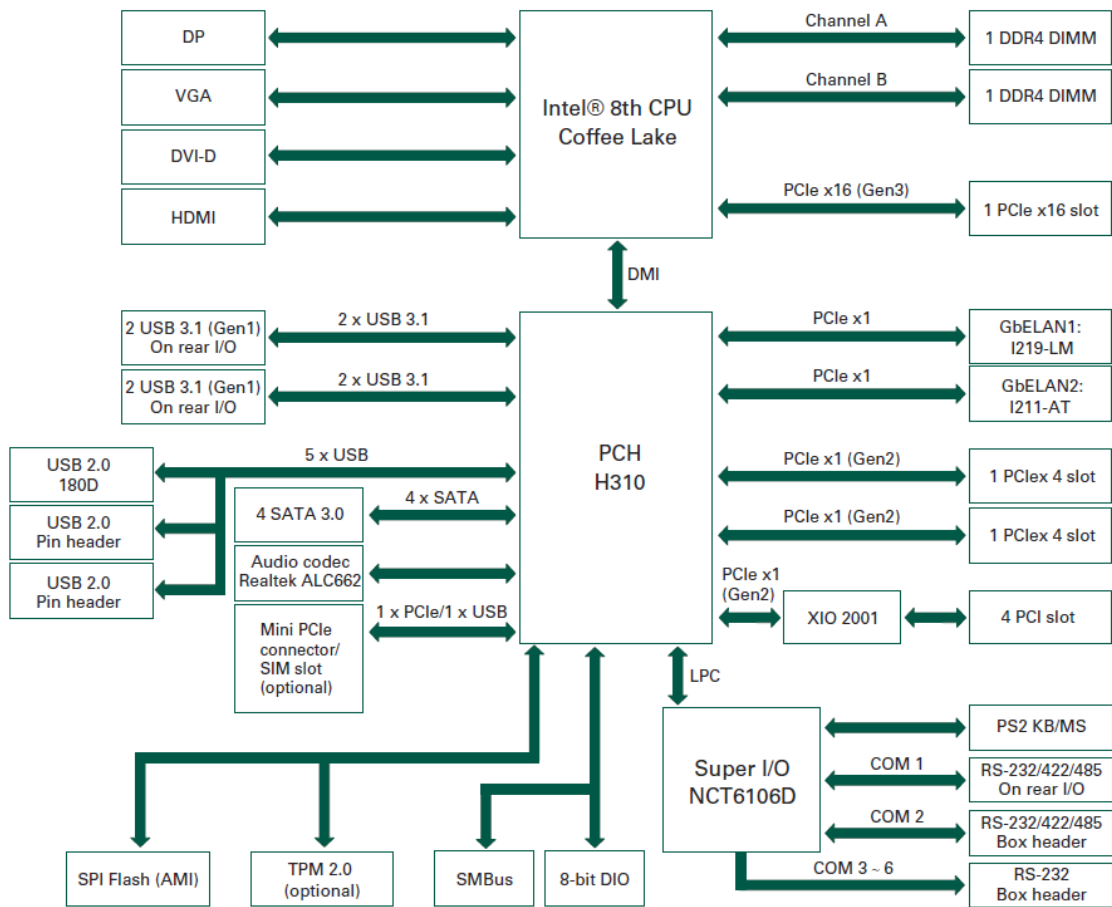 DP
Channel A
1 DDR4 DIMM
VGA
Channel B
1 DDR4 DIMM
Intel® 8th CPU
Coffee Lake
DVI-D
HDMI
PCIe x16 (Gen3)
1 PCIe x16 slot
DMI
2 USB 3.1 (Gen1)
On rear I/O
2 x USB 3.1
PCIe x1
GbELAN1:
I219-LM
2 USB 3.1 (Gen1)
On rear I/O
2 x USB 3.1
PCIe x1
GbELAN2:
I211-AT
PCH
H310
USB 2.0
180D
5 x USB
PCIe x1 (Gen2)
1 PCIex 4 slot
4 SATA 3.0
4 x SATA
USB 2.0
Pin header
PCIe x1 (Gen2)
1 PCIex 4 slot
Audio codec
Realtek ALC662
USB 2.0
Pin header
PCIe x1
(Gen2)
XIO 2001
4 PCI slot
1 x PCIe/1 x USB
Mini PCIe
connector/
SIM slot
(optional)
LPC
Super I/O
NCT6106D
PS2 KB/MS
COM 1
RS-232/422/485
On rear I/O
COM 2
RS-232/422/485
Box header
COM 3 ~ 6
RS-232
Box header
SPI Flash (AMI)
TPM 2.0
(optional)
SMBus
8-bit DIO